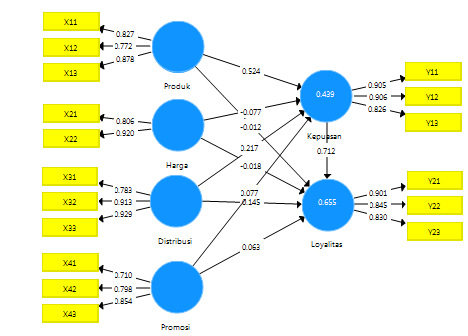 X11
X12
X13
0.827
0.772
0.878
Produk
X21
X22
0.806
0.920
Harga
X31
X32
X33
0.783
0.913
0.929
Distribusi
X41
X42
X43
0.710
0.798
0.854
Promosi
0.524
-0.077
-0.012
0.217
-0.018
0.077
0.145
0.063
0.439
Kepuasan
0.712
0.655
Loyalitas
0.905
0.906
0.826
Y11
Y12
Y13
0.901
0.845
0.830
Y21
Y22
Y23